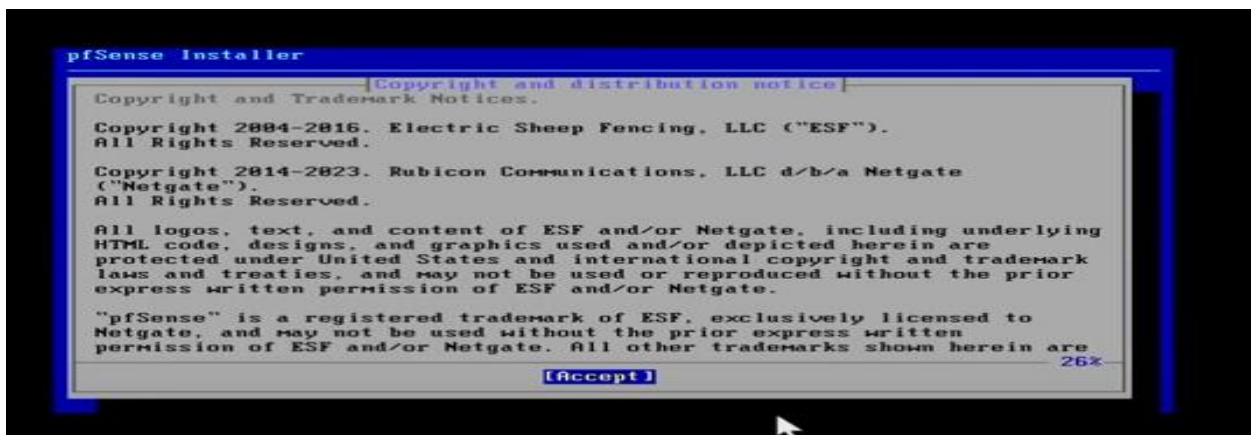 pfSense Installer
Copyright and distribution notice
Copyright and Trademark Notices.
Copyright 2004-2016. Electric Sheep Fencing, LLC ("ESF").
All Rights Reserved.
Copyright 2014-2023. Rubicon Communications, LLC d/b/a Netgate
("Netgate").
All Rights Reserved.
All logos, text, and content of ESF and/or Netgate, including underlying
HTML code, designs, and graphics used and/or depicted herein are
protected under United States and international copyright and trademark
laws and treaties, and may not be used or reproduced without the prior
express written permission of ESF and/or Netgate.
"pfSense" is a registered trademark of ESF, exclusively licensed to
Netgate, and may not be used without the prior express written
permission of ESF and/or Netgate. All other trademarks shown herein are
26%
[Accept]